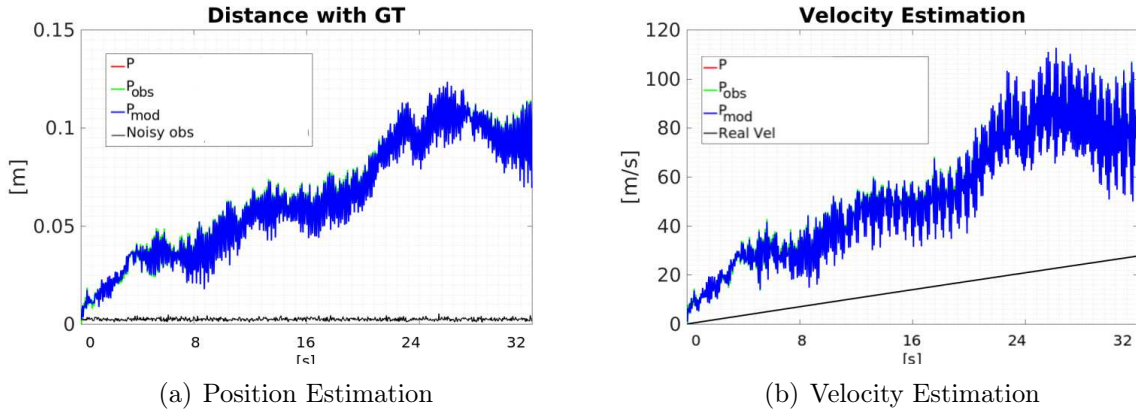 Distance with GT
0.15
0.1
0.05
0
[m]
P
P_obs
P_mod
Noisy obs
0 8 16 24 32
[s]
(a) Position Estimation
Velocity Estimation
120
100
80
60
40
20
0
[m/s]
P
P_obs
P_mod
Real Vel
0 8 16 24 32
[s]
(b) Velocity Estimation